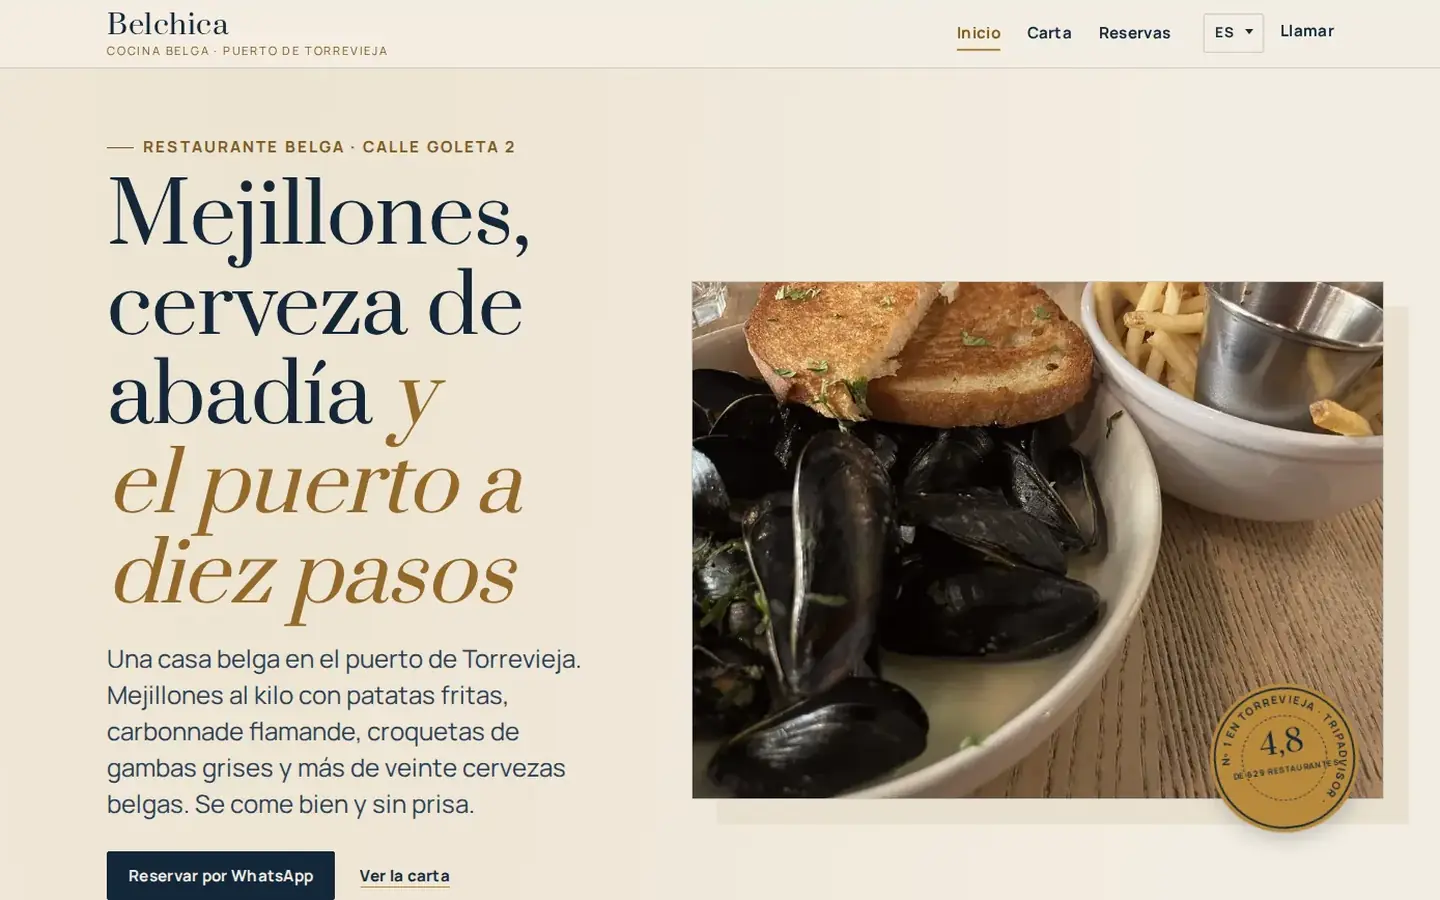 Belchica
COCINA BELGA · PUERTO DE TORREVIEJA
Inicio
Carta
Reservas
ES
Llamar
RESTAURANTE BELGA · CALLE GOLETA 2
Mejillones,
cerveza de
abadía y
el puerto a
diez pasos
Una casa belga en el puerto de Torrevieja.
Mejillones al kilo con patatas fritas,
carbonnade flamande, croquetas de
gambas grises y más de veinte cervezas
belgas. Se come bien y sin prisa.
Reservar por WhatsApp
Ver la carta
Nº 1 EN TORREVIEJA · TRIPADVISOR ·
4,8
DE 629 RESTAURANTES